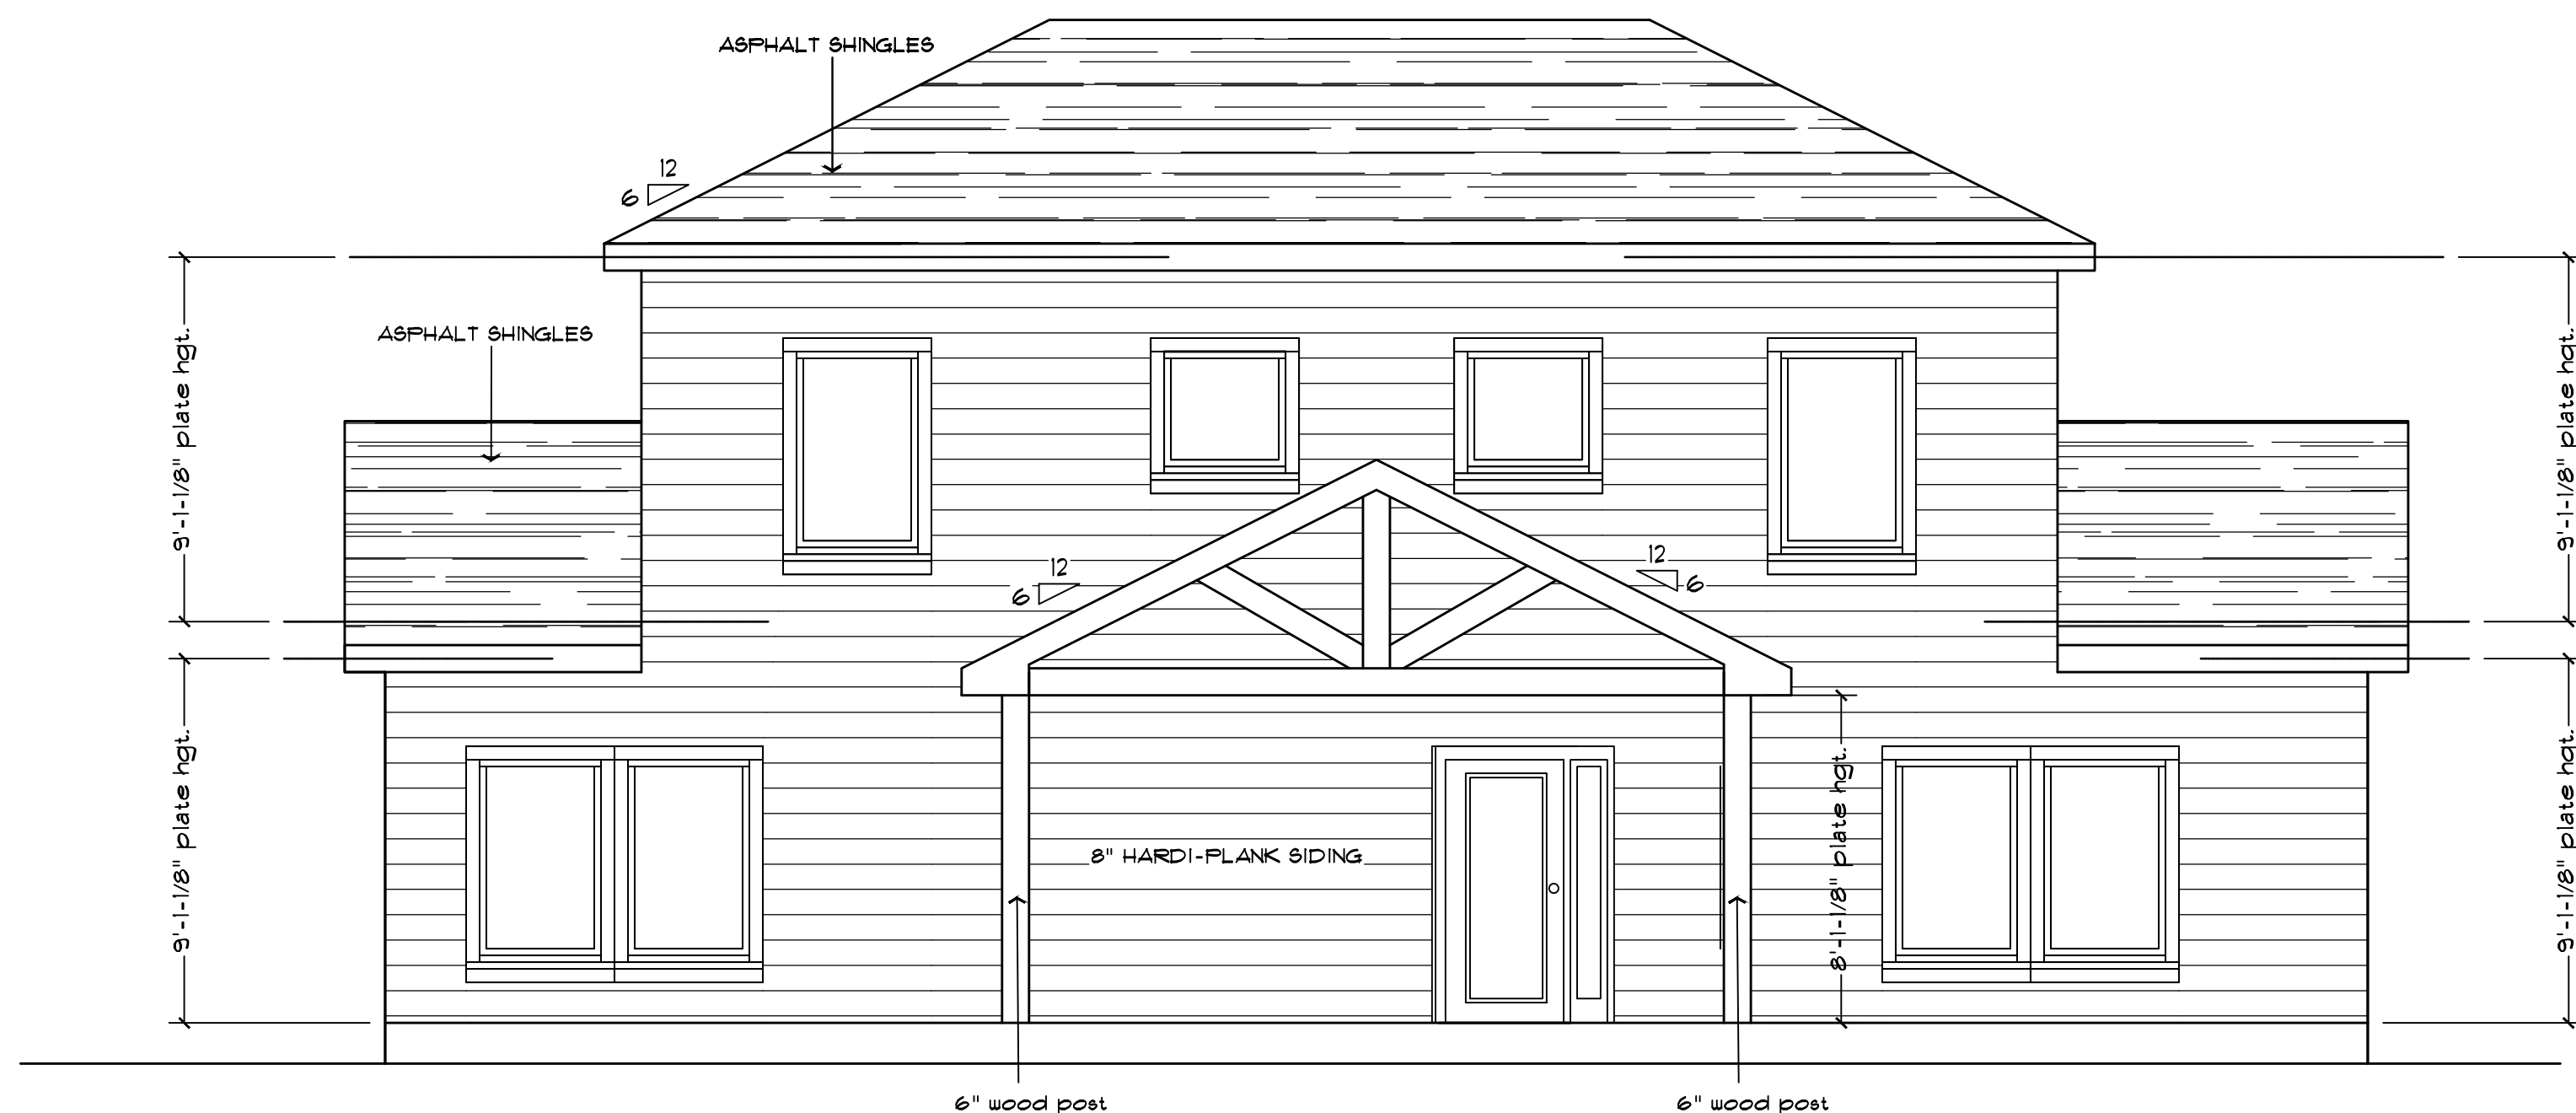 ASPHALT SHINGLES
12
6
ASPHALT SHINGLES
9'-1-1/8" plate hgt.
9'-1-1/8" plate hgt.
12
6
12
6
9'-1-1/8" plate hgt.
8'-1-1/8" plate hgt.
9'-1-1/8" plate hgt.
8" HARDI-PLANK SIDING
6" wood post
6" wood post